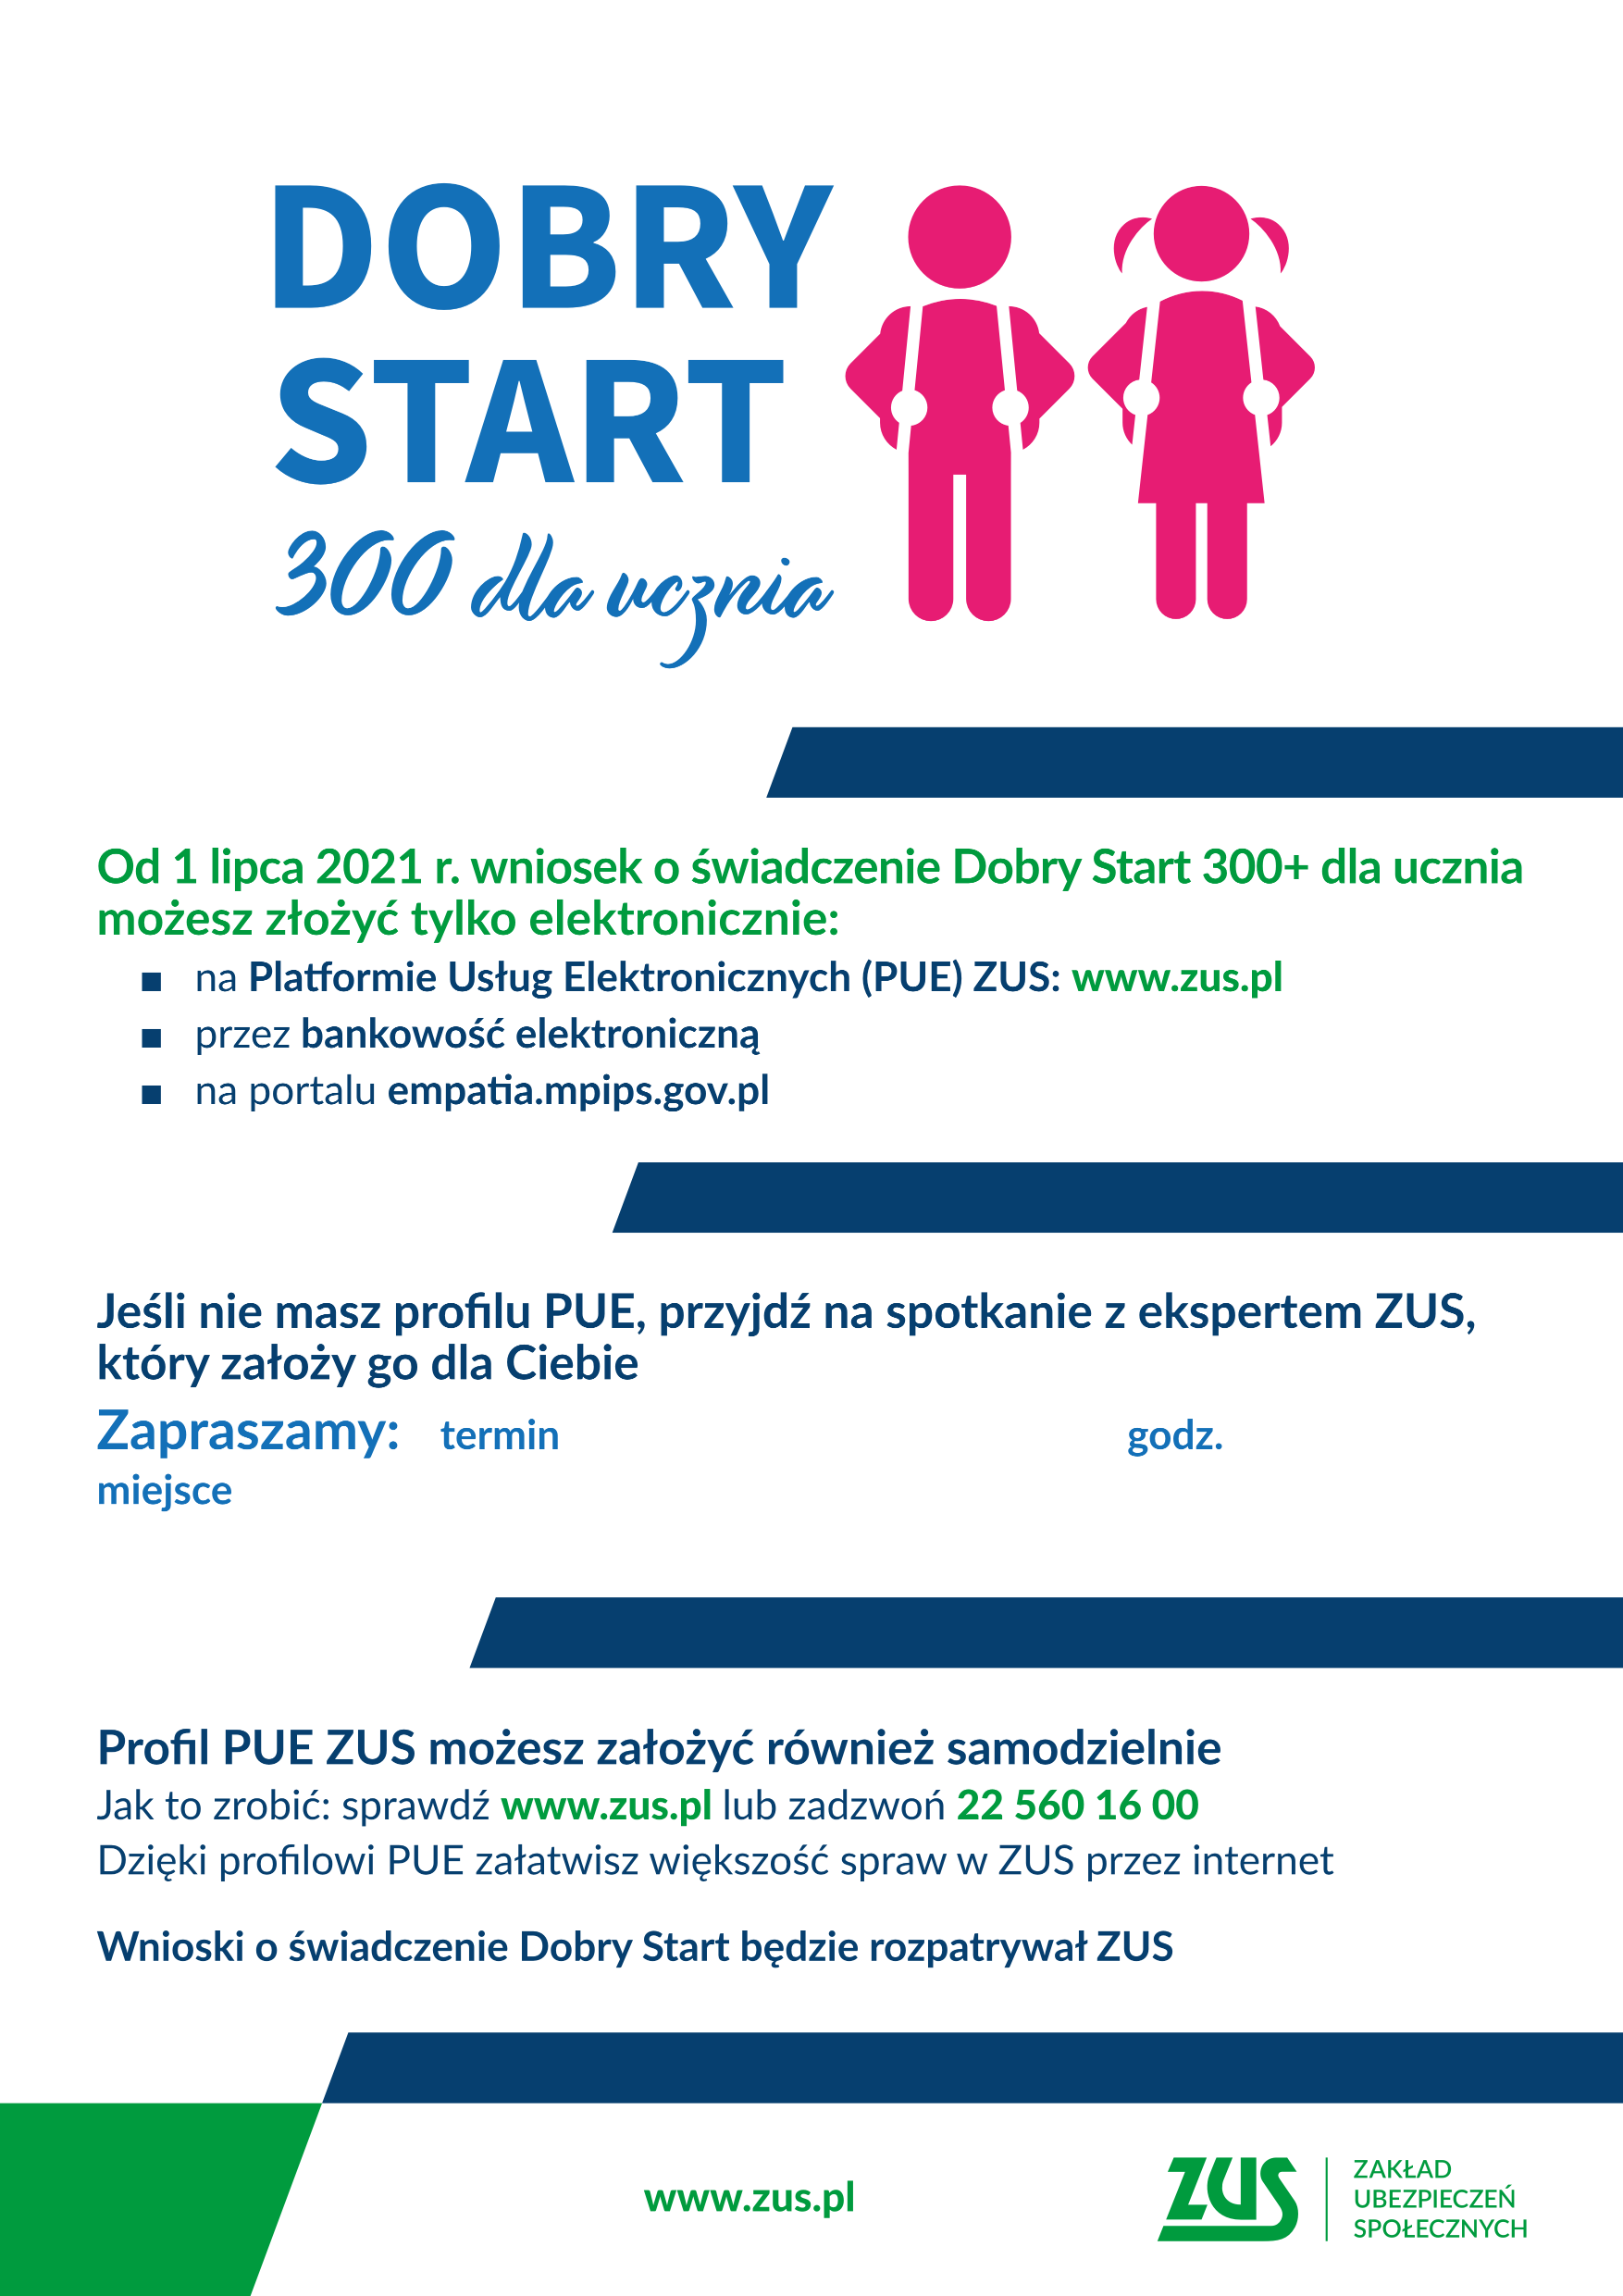 DOBRY
START
300 dla ucznia
Od 1 lipca 2021 r. wniosek o świadczenie Dobry Start 300+ dla ucznia
możesz złożyć tylko elektronicznie:
■ na Platformie Usług Elektronicznych (PUE) ZUS: www.zus.pl
■ przez bankowość elektroniczną
■ na portalu empatia.mpips.gov.pl
Jeśli nie masz profilu PUE, przyjdź na spotkanie z ekspertem ZUS,
który założy go dla Ciebie
Zapraszamy: termin godz.
miejsce
Profil PUE ZUS możesz założyć również samodzielnie
Jak to zrobić: sprawdź www.zus.pl lub zadzwoń 22 560 16 00
Dzięki profilowi PUE załatwisz większość spraw w ZUS przez internet
Wnioski o świadczenie Dobry Start będzie rozpatrywał ZUS
www.zus.pl
ZUS
ZAKŁAD
UBEZPIECZEŃ
SPOŁECZNYCH